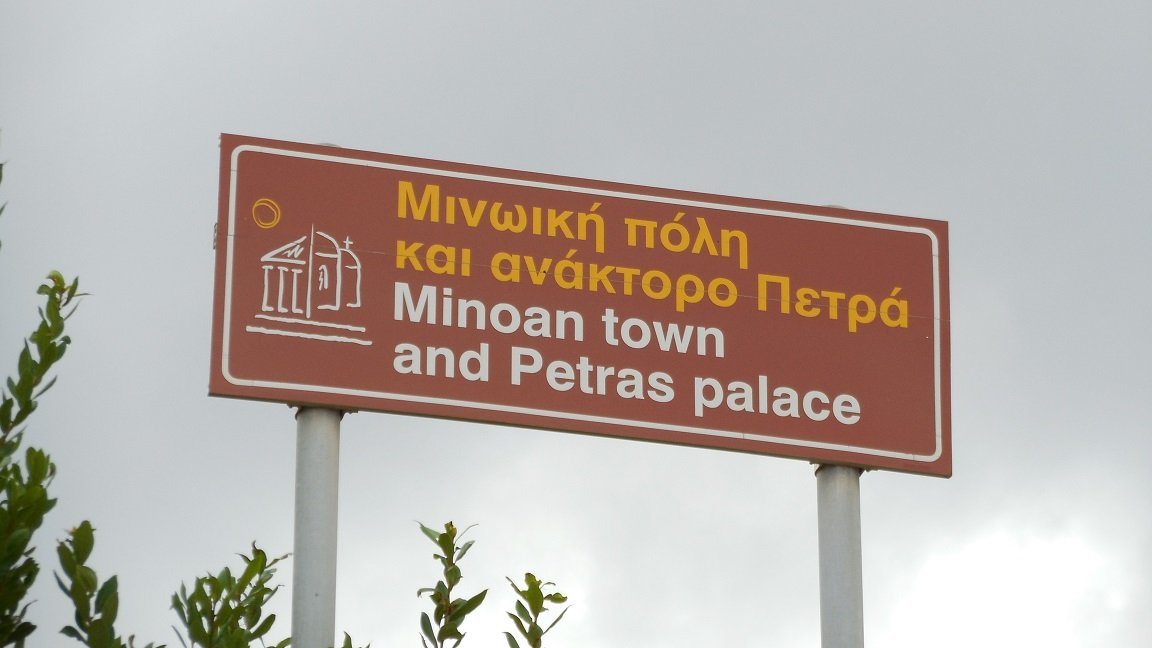 Μινωική πόλη
και ανάκτορο Πετρά
Minoan town
and Petras palace